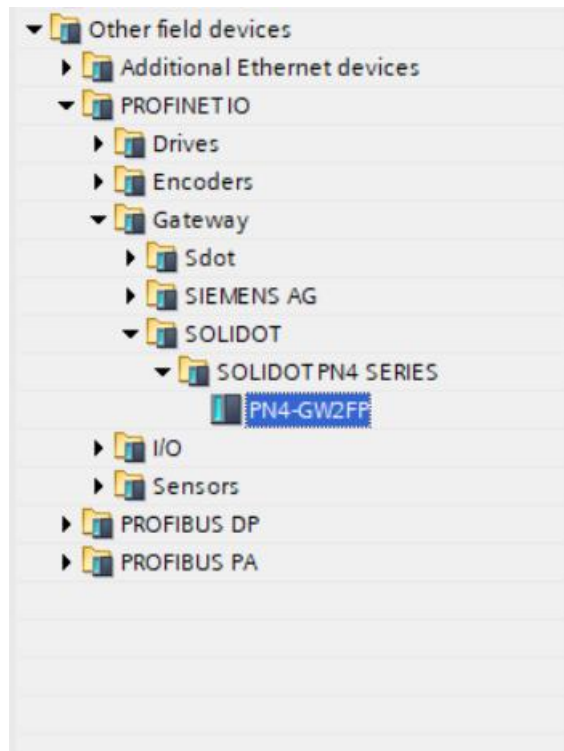 Other field devices
Additional Ethernet devices
PROFINET IO
Drives
Encoders
Gateway
Sdot
SIEMENS AG
SOLIDOT
SOLIDOT PN4 SERIES
PN4-GW2FP
I/O
Sensors
PROFIBUS DP
PROFIBUS PA